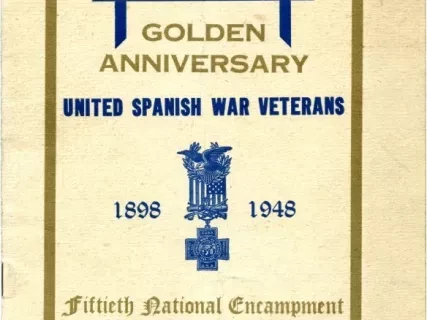 GOLDEN
ANNIVERSARY
UNITED SPANISH WAR VETERANS
1898 1948
Fiftieth National Encampment